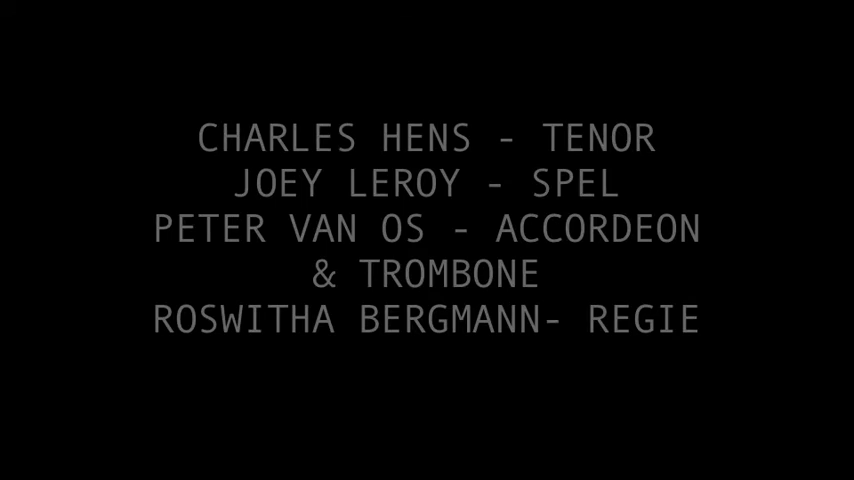 CHARLES HENS - TENOR
JOEY LEROY - SPEL
PETER VAN OS - ACCORDEON
& TROMBONE
ROSWITHA BERGMANN- REGIE